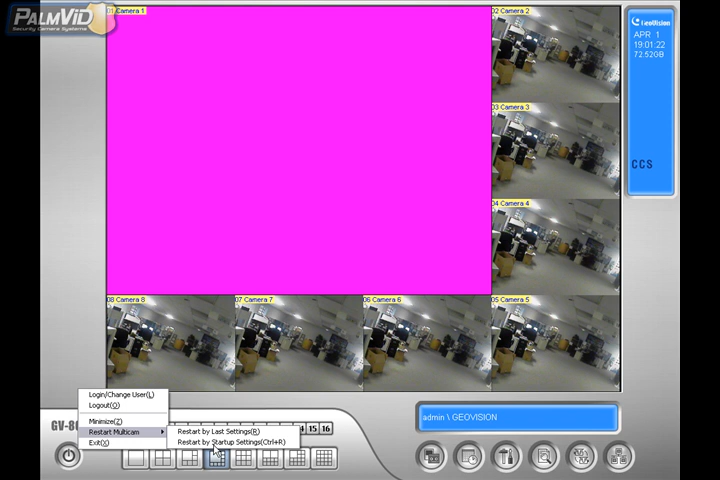 PALMVID
Security Camera Systems
01 Camera 1
02 Camera 2
GeoVision
APR 1
19:01:22
72.52GB
03 Camera 3
CCS
04 Camera 4
08 Camera 8
07 Camera 7
06 Camera 6
05 Camera 5
Login/Change User(L)
Logout(O)
Minimize(Z)
Restart Multicam
Exit(X)
Restart by Last Settings(R)
Restart by Startup Settings(Ctrl+R)
15 16
admin \ GEOVISION